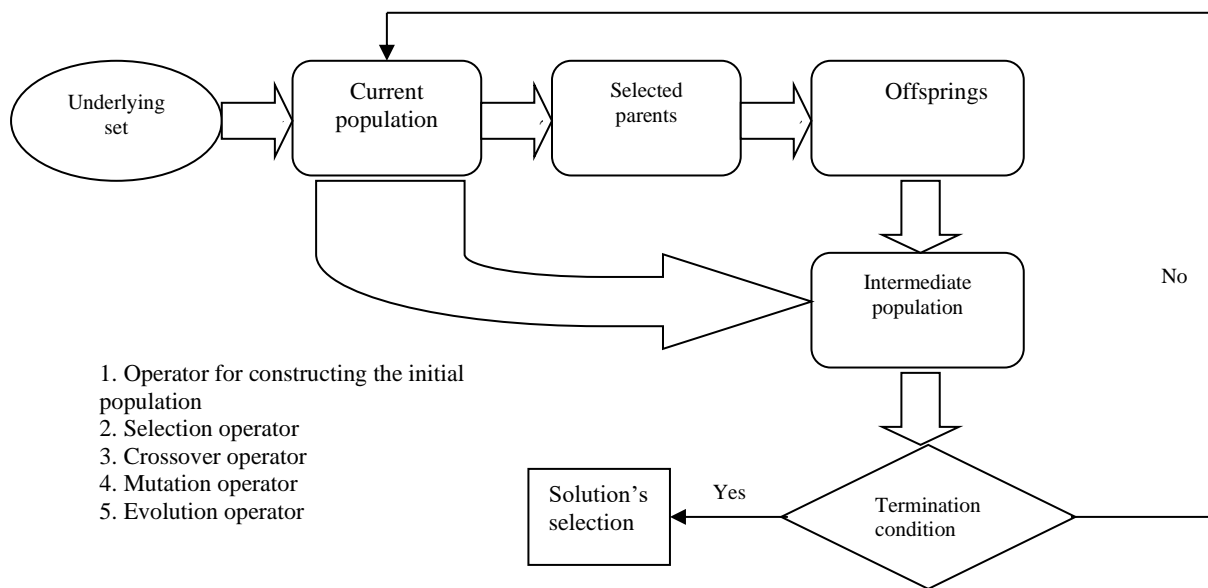 Underlying
set
Current
population
Selected
parents
Offsprings
Intermediate
population
No
1. Operator for constructing the initial
population
2. Selection operator
3. Crossover operator
4. Mutation operator
5. Evolution operator
Solution’s
selection
Yes
Termination
condition